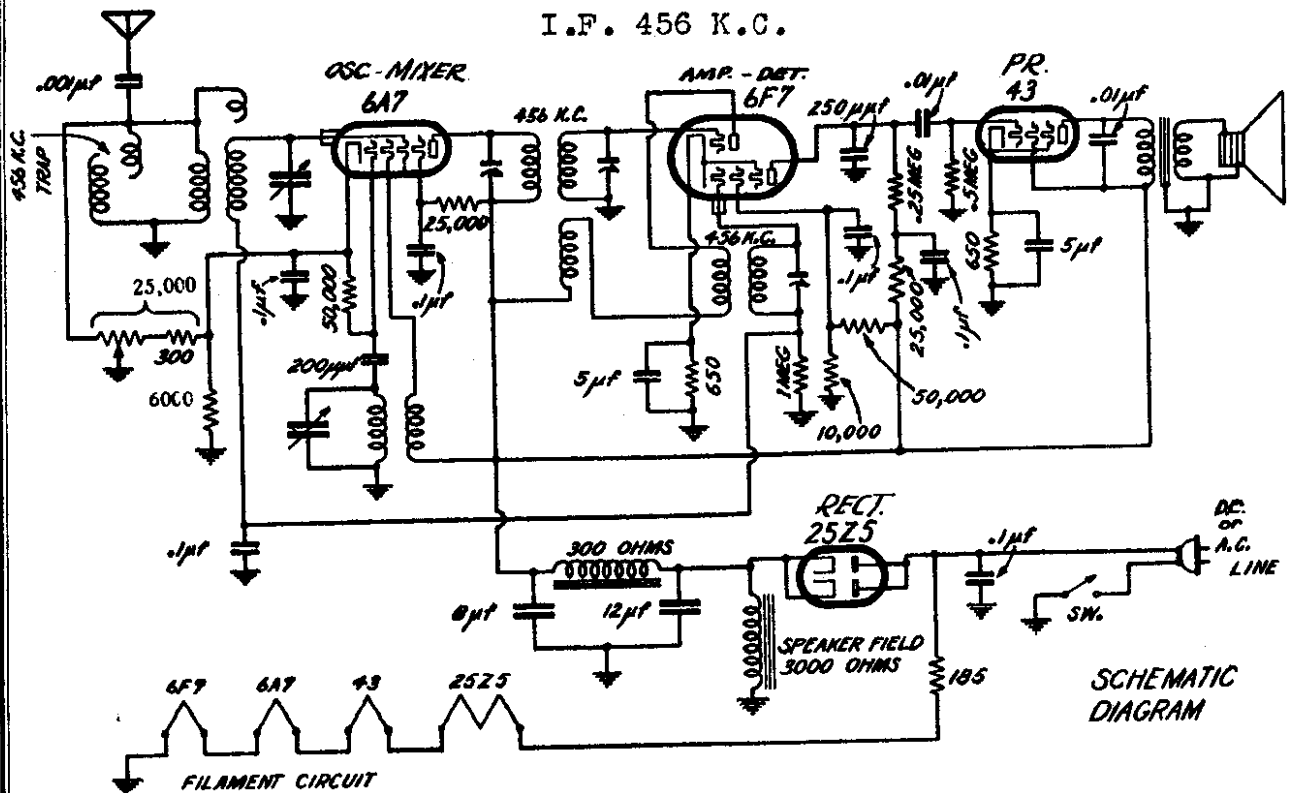 I.F. 456 K.C.
.001µf
OSC-MIXER
6A7
AMP.-DET.
6F7
PR.
43
456 K.C.
TRAP
456 K.C.
250µµf
.01µf
.01µf
25,000
.25MEG
.5MEG
.1µf
.1µf
50,000
456 K.C.
.1µf
25,000
.1µf
650
5µf
25,000
300
200µµf
5µf
650
1MEG
50,000
10,000
6000
.1µf
300 OHMS
8µf
12µf
RECT.
25Z5
.1µf
D.C.
or
A.C.
LINE
SW.
SPEAKER FIELD
3000 OHMS
185
SCHEMATIC
DIAGRAM
6F7
6A7
43
25Z5
FILAMENT CIRCUIT